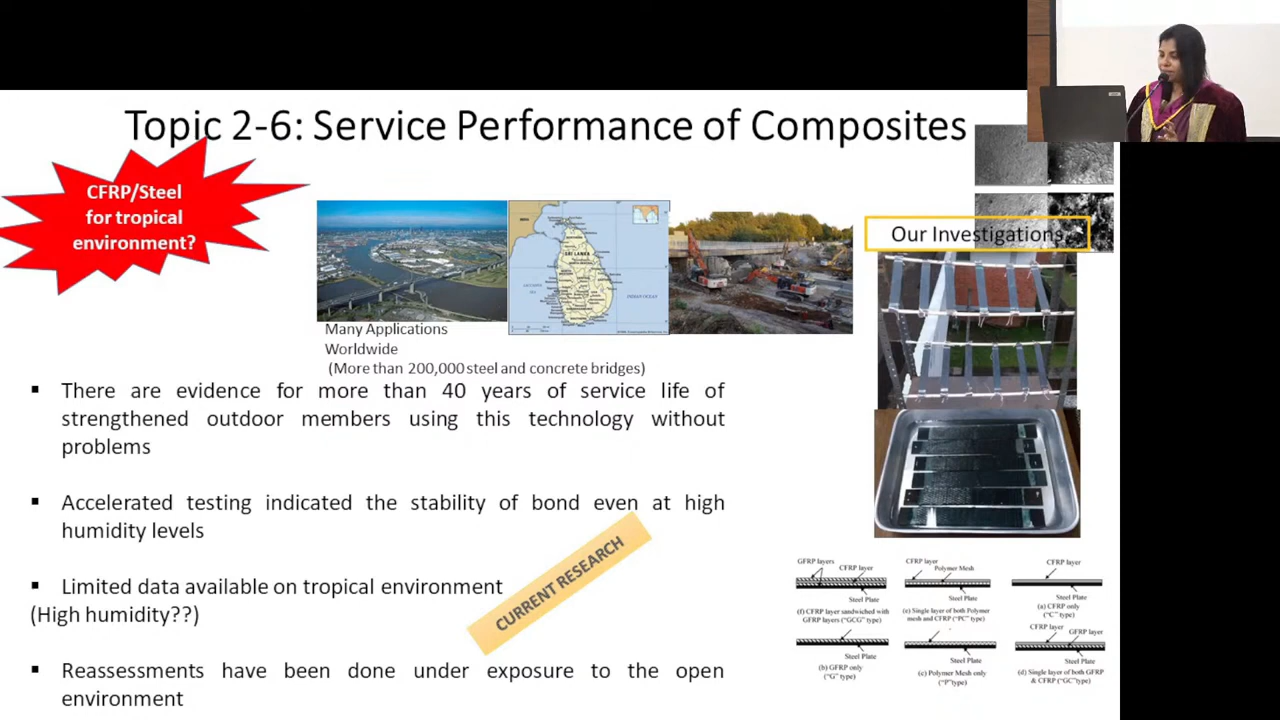 Topic 2-6: Service Performance of Composites
CFRP/Steel
for tropical
environment?
SRI LANKA
INDIAN OCEAN
Our Investigations
Many Applications
Worldwide
(More than 200,000 steel and concrete bridges)
▪ There are evidence for more than 40 years of service life of
strengthened outdoor members using this technology without
problems
▪ Accelerated testing indicated the stability of bond even at high
humidity levels
▪ Limited data available on tropical environment
(High humidity??)
▪ Reassessments have been done under exposure to the open
environment
CURRENT RESEARCH
GFRP layers
CFRP layer
Steel Plate
(f) CFRP layer sandwiched with
GFRP layers ("GCG" type)
CFRP layer
Polymer Mesh
Steel Plate
(e) Single layer of both Polymer
mesh and CFRP ("PC" type)
CFRP layer
Steel Plate
(a) CFRP only
("C" type)
Steel Plate
(b) GFRP only
("G" type)
Steel Plate
(c) Polymer Mesh only
("P"type)
CFRP layer
GFRP layer
Steel Plate
(d) Single layer of both GFRP
& CFRP ("GC"type)